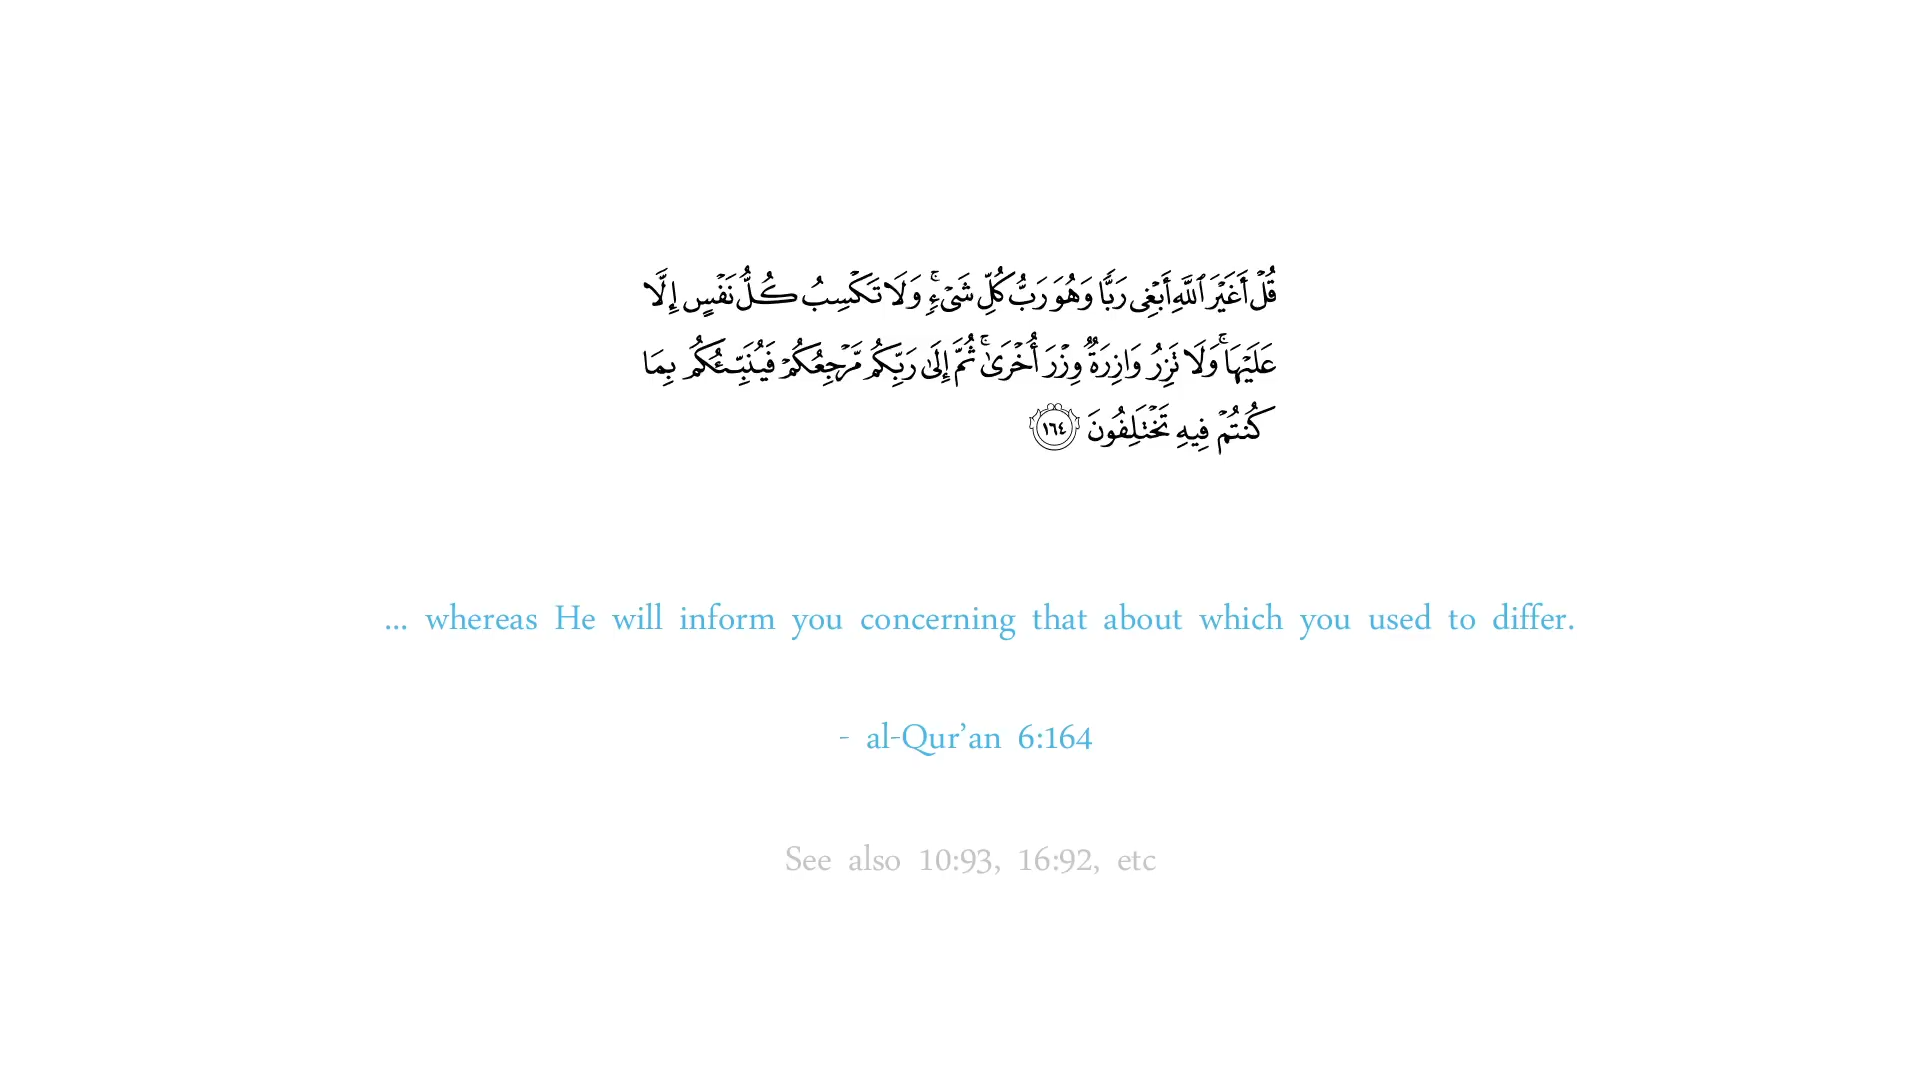 قُلۡ أَغَيۡرَ ٱللَّهِ أَبۡغِي رَبّٗا وَهُوَ رَبُّ كُلِّ شَيۡءٖۚ وَلَا تَكۡسِبُ كُلُّ نَفۡسٍ إِلَّا
عَلَيۡهَاۚ وَلَا تَزِرُ وَازِرَةٞ وِزۡرَ أُخۡرَىٰۚ ثُمَّ إِلَىٰ رَبِّكُم مَّرۡجِعُكُمۡ فَيُنَبِّئُكُم بِمَا
كُنتُمۡ فِيهِ تَخۡتَلِفُونَ ١٦٤
... whereas He will inform you concerning that about which you used to differ.
- al-Qur’an 6:164
See also 10:93, 16:92, etc